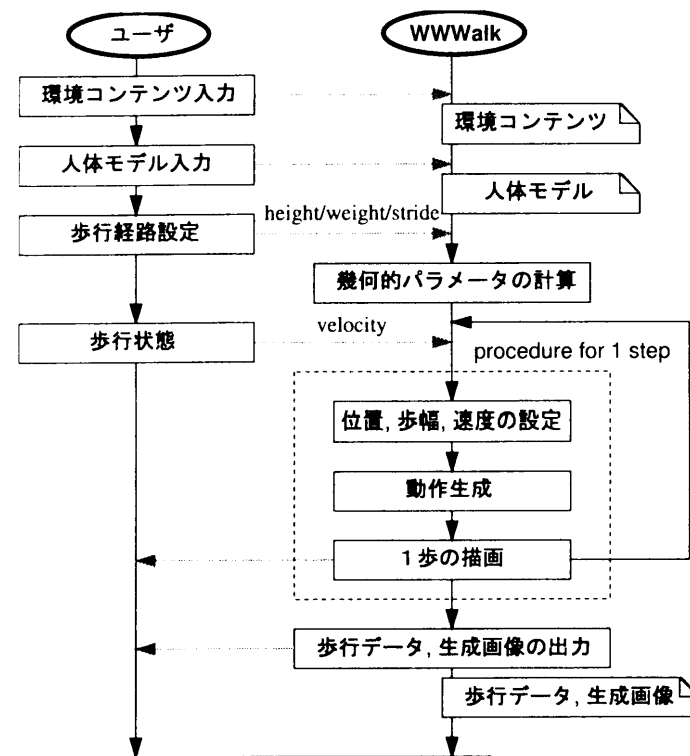 ユーザ
WWWalk
環境コンテンツ入力
環境コンテンツ
人体モデル入力
人体モデル
height/weight/stride
歩行経路設定
幾何的パラメータの計算
velocity
歩行状態
procedure for 1 step
位置, 歩幅, 速度の設定
動作生成
1歩の描画
歩行データ, 生成画像の出力
歩行データ, 生成画像